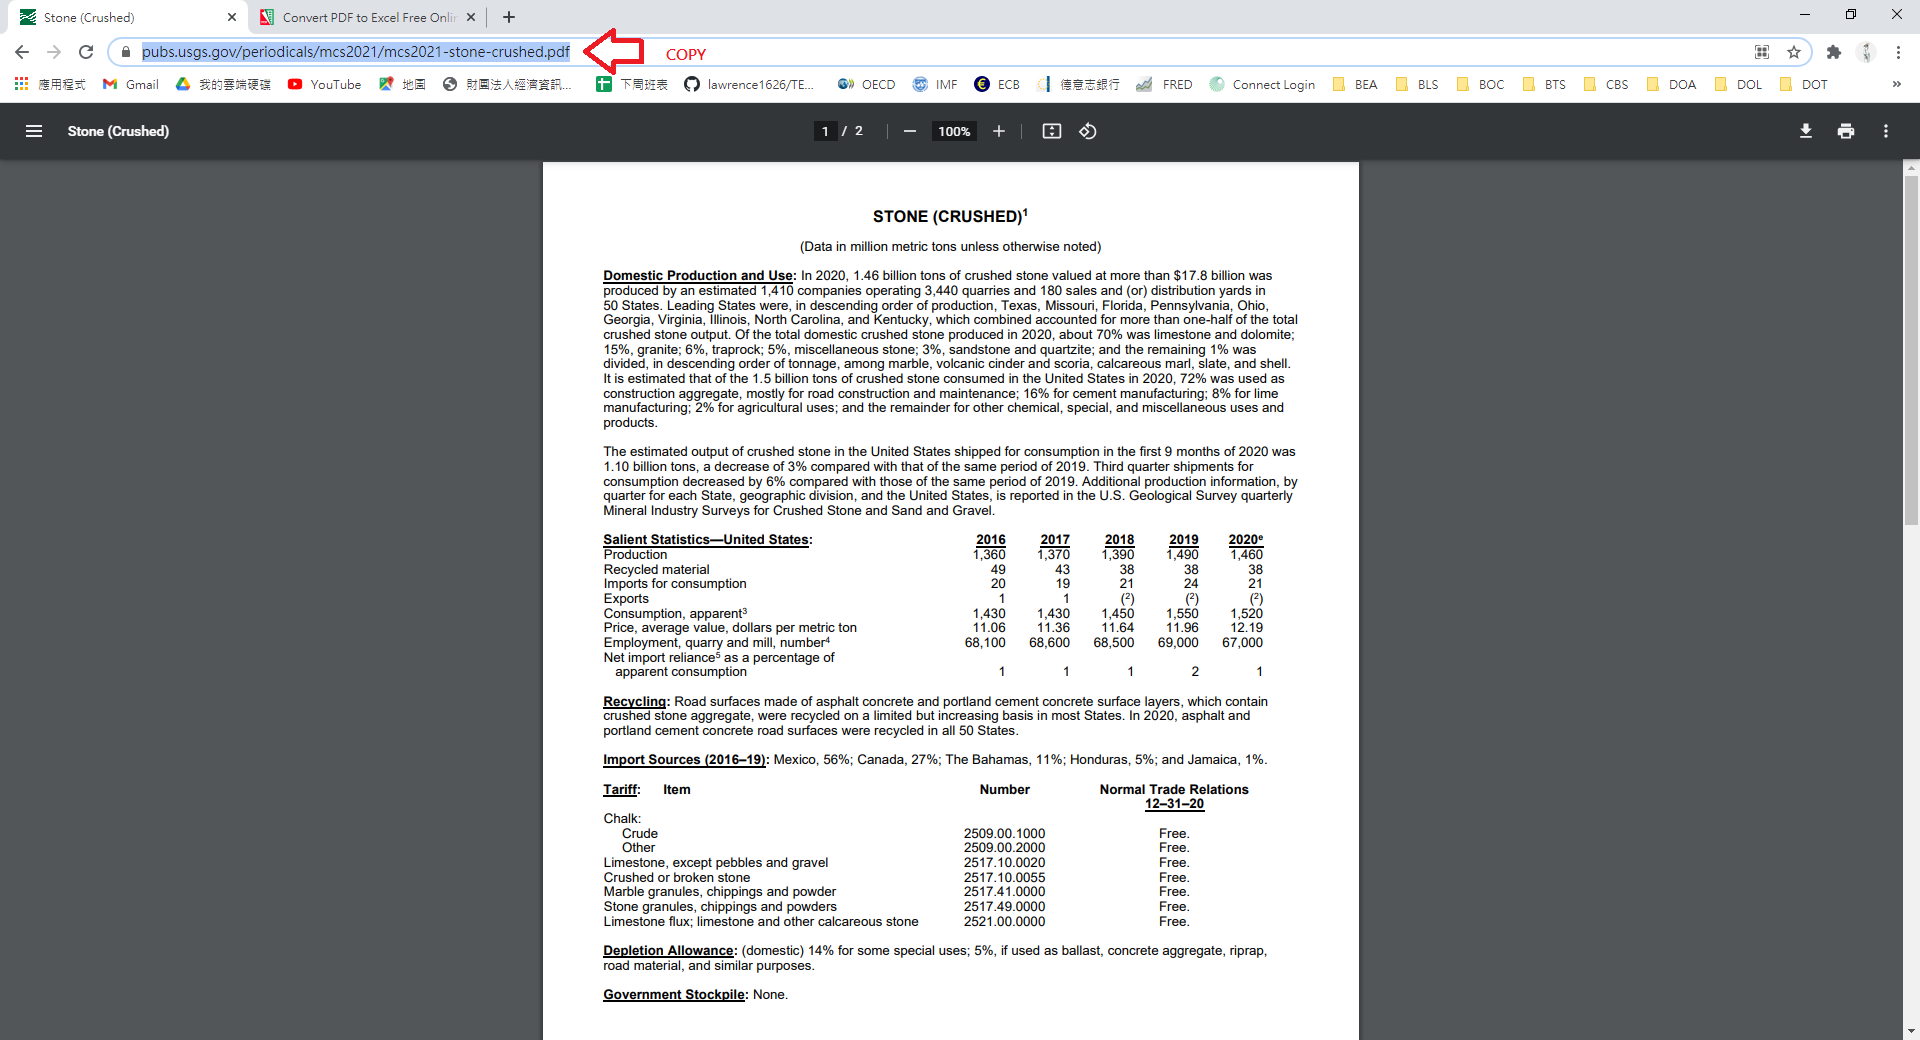 Stone (Crushed)
Convert PDF to Excel Free Onlin
pubs.usgs.gov/periodicals/mcs2021/mcs2021-stone-crushed.pdf
COPY
應用程式 Gmail 我的雲端硬碟 YouTube 地圖 財團法人經濟資訊... 下周班表 lawrence1626/TE... OECD IMF ECB 德意志銀行 FRED Connect Login BEA BLS BOC BTS CBS DOA DOL DOT »
Stone (Crushed)
1 / 2
100%
STONE (CRUSHED)¹
(Data in million metric tons unless otherwise noted)
Domestic Production and Use: In 2020, 1.46 billion tons of crushed stone valued at more than $17.8 billion was
produced by an estimated 1,410 companies operating 3,440 quarries and 180 sales and (or) distribution yards in
50 States. Leading States were, in descending order of production, Texas, Missouri, Florida, Pennsylvania, Ohio,
Georgia, Virginia, Illinois, North Carolina, and Kentucky, which combined accounted for more than one-half of the total
crushed stone output. Of the total domestic crushed stone produced in 2020, about 70% was limestone and dolomite;
15%, granite; 6%, traprock; 5%, miscellaneous stone; 3%, sandstone and quartzite; and the remaining 1% was
divided, in descending order of tonnage, among marble, volcanic cinder and scoria, calcareous marl, slate, and shell.
It is estimated that of the 1.5 billion tons of crushed stone consumed in the United States in 2020, 72% was used as
construction aggregate, mostly for road construction and maintenance; 16% for cement manufacturing; 8% for lime
manufacturing; 2% for agricultural uses; and the remainder for other chemical, special, and miscellaneous uses and
products.
The estimated output of crushed stone in the United States shipped for consumption in the first 9 months of 2020 was
1.10 billion tons, a decrease of 3% compared with that of the same period of 2019. Third quarter shipments for
consumption decreased by 6% compared with those of the same period of 2019. Additional production information, by
quarter for each State, geographic division, and the United States, is reported in the U.S. Geological Survey quarterly
Mineral Industry Surveys for Crushed Stone and Sand and Gravel.
Salient Statistics—United States: 2016 2017 2018 2019 2020ᵉ
Production 1,360 1,370 1,390 1,490 1,460
Recycled material 49 43 38 38 38
Imports for consumption 20 19 21 24 21
Exports 1 1 (²) (²) (²)
Consumption, apparent³ 1,430 1,430 1,450 1,550 1,520
Price, average value, dollars per metric ton 11.06 11.36 11.64 11.96 12.19
Employment, quarry and mill, number⁴ 68,100 68,600 68,500 69,000 67,000
Net import reliance⁵ as a percentage of
apparent consumption 1 1 1 2 1
Recycling: Road surfaces made of asphalt concrete and portland cement concrete surface layers, which contain
crushed stone aggregate, were recycled on a limited but increasing basis in most States. In 2020, asphalt and
portland cement concrete road surfaces were recycled in all 50 States.
Import Sources (2016–19): Mexico, 56%; Canada, 27%; The Bahamas, 11%; Honduras, 5%; and Jamaica, 1%.
Tariff: Item Number Normal Trade Relations
12–31–20
Chalk:
Crude 2509.00.1000 Free.
Other 2509.00.2000 Free.
Limestone, except pebbles and gravel 2517.10.0020 Free.
Crushed or broken stone 2517.10.0055 Free.
Marble granules, chippings and powder 2517.41.0000 Free.
Stone granules, chippings and powders 2517.49.0000 Free.
Limestone flux; limestone and other calcareous stone 2521.00.0000 Free.
Depletion Allowance: (domestic) 14% for some special uses; 5%, if used as ballast, concrete aggregate, riprap,
road material, and similar purposes.
Government Stockpile: None.